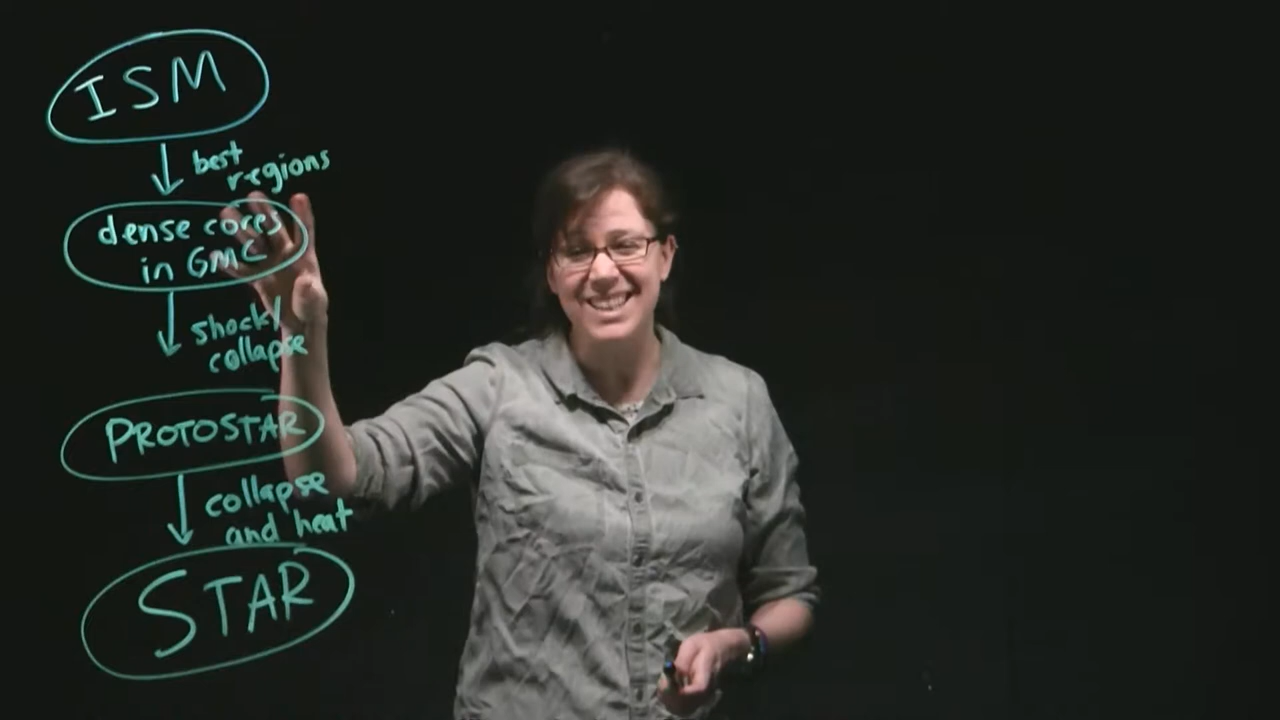 ISM
best
regions
dense cores
in GMC
shock/
collapse
PROTOSTAR
collapse
and heat
STAR